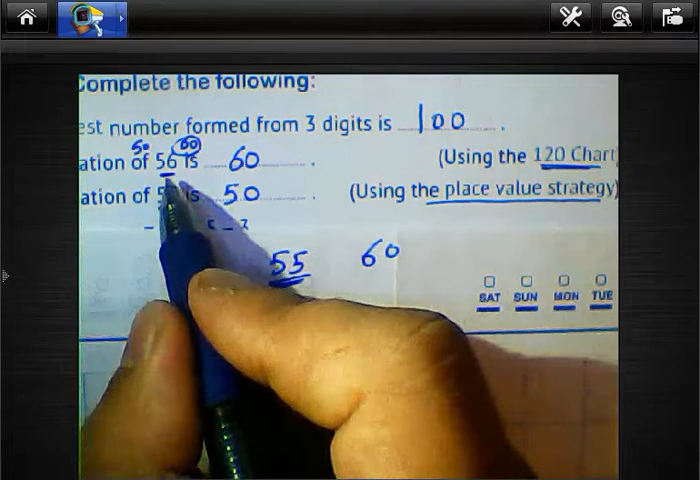 Complete the following:
est number formed from 3 digits is 100 .
50 60
ation of 56 is 60 . (Using the 120 Chart)
ation of is 50 . (Using the place value strategy)
55 60
SAT SUN MON TUE